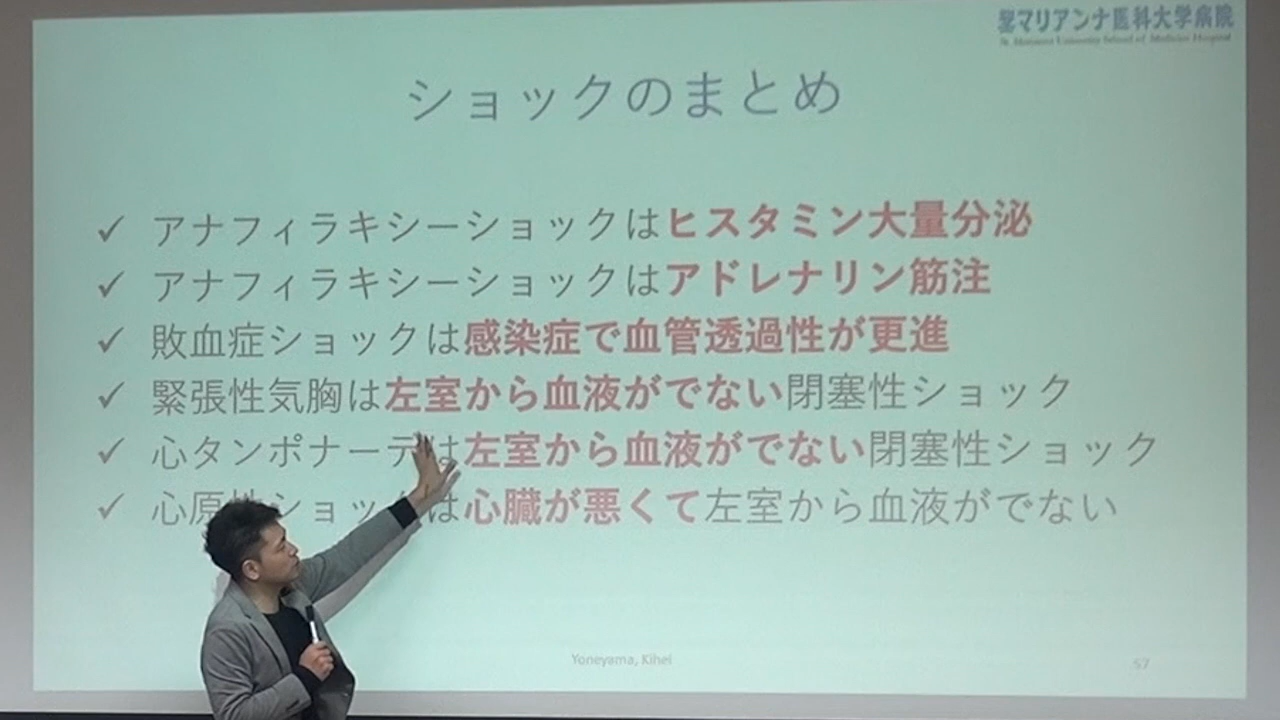 聖マリアンナ医科大学病院
St. Marianna University School of Medicine Hospital
ショックのまとめ
✓ アナフィラキシーショックはヒスタミン大量分泌
✓ アナフィラキシーショックはアドレナリン筋注
✓ 敗血症ショックは感染症で血管透過性が更進
✓ 緊張性気胸は左室から血液がでない閉塞性ショック
✓ 心タンポナーデは左室から血液がでない閉塞性ショック
✓ 心原性ショックは心臓が悪くて左室から血液がでない
Yoneyama, Kihei
57